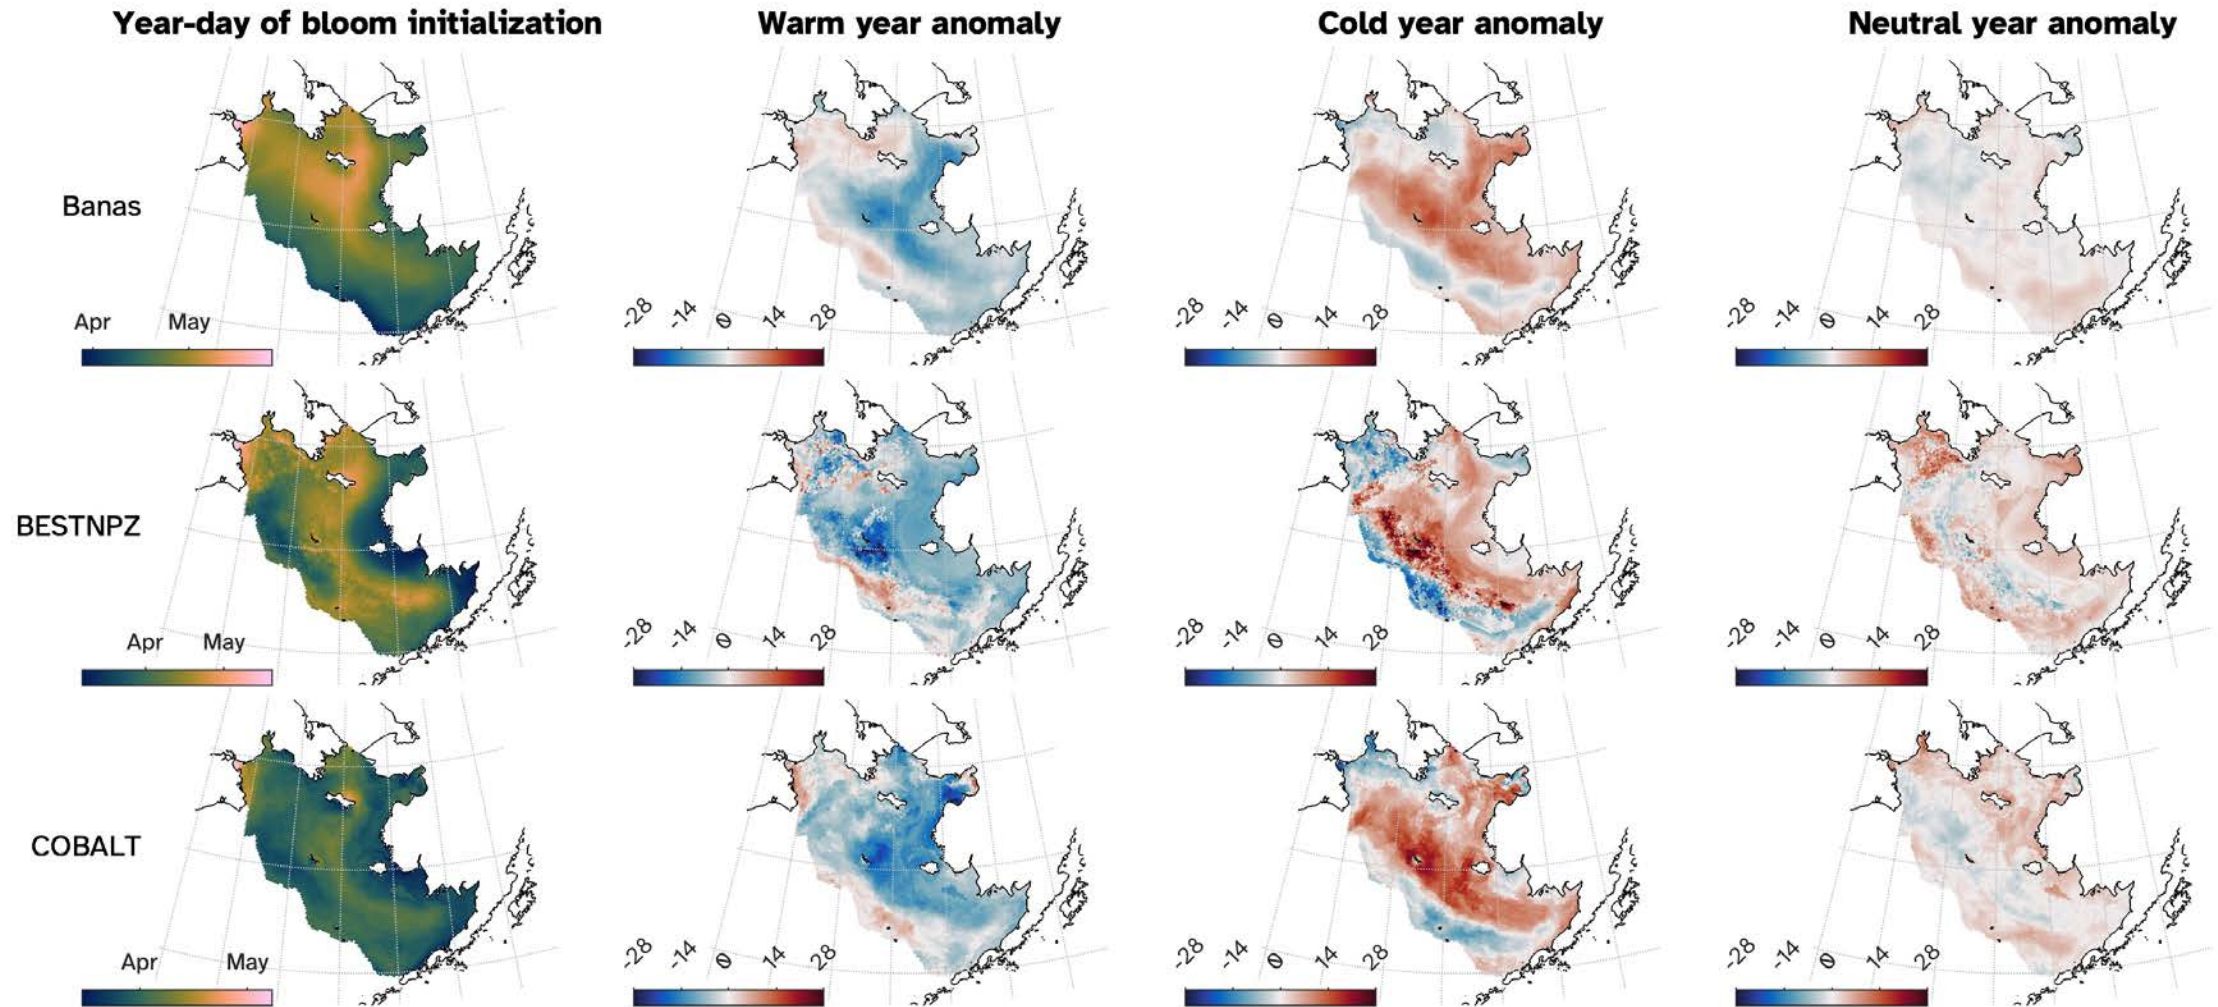 Year-day of bloom initialization Warm year anomaly Cold year anomaly Neutral year anomaly
Banas
Apr May
-28 -14 0 14 28
-28 -14 0 14 28
-28 -14 0 14 28
BESTNPZ
Apr May
-28 -14 0 14 28
-28 -14 0 14 28
-28 -14 0 14 28
COBALT
Apr May
-28 -14 0 14 28
-28 -14 0 14 28
-28 -14 0 14 28